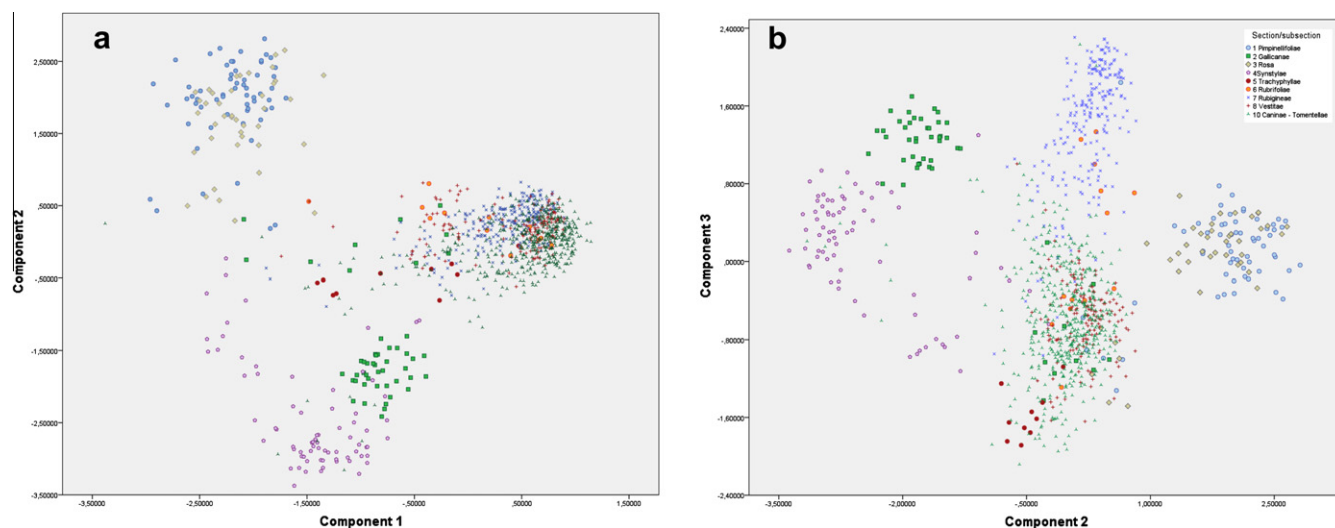 a
2,50000
1,50000
,50000
-,50000
-1,50000
-2,50000
-3,50000
Component 2
-3,50000 -2,50000 -1,50000 -,50000 ,50000 1,50000
Component 1
b
2,40000
1,60000
,80000
,00000
-,80000
-1,60000
-2,40000
Component 3
-3,50000 -2,00000 -,50000 1,00000 2,50000
Component 2
Section/subsection
1 Pimpinellifoliae
2 Gallicanae
3 Rosa
4Synstylae
5 Trachyphyllae
6 Rubrifoliae
7 Rubigineae
8 Vestitae
10 Caninae - Tomentellae